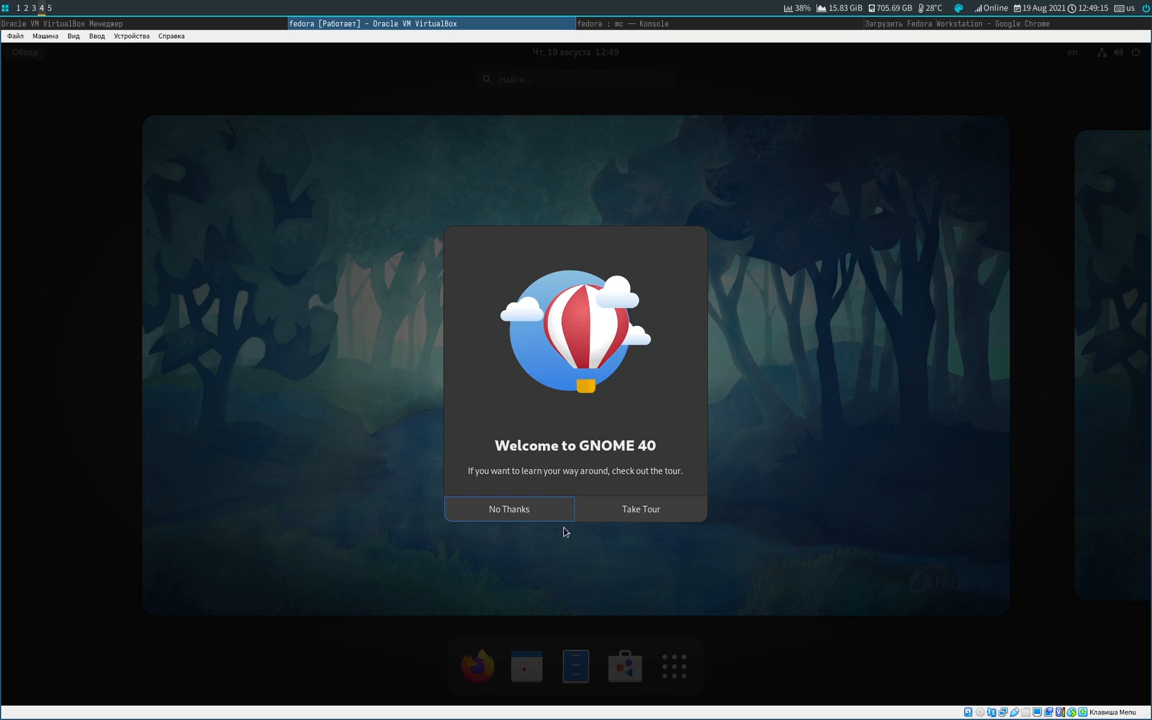 1 2 3 4 5
38% 15.83 GiB 705.69 GB 28°C Online 19 Aug 2021 12:49:15 us
Oracle VM VirtualBox Менеджер
fedora [Работает] - Oracle VM VirtualBox
fedora : mc — Konsole
Загрузить Fedora Workstation - Google Chrome
Файл Машина Вид Ввод Устройства Справка
Обзор
Чт, 19 августа 12:49
en
Найти...
Welcome to GNOME 40
If you want to learn your way around, check out the tour.
No Thanks
Take Tour
fedora
Клавиша Menu